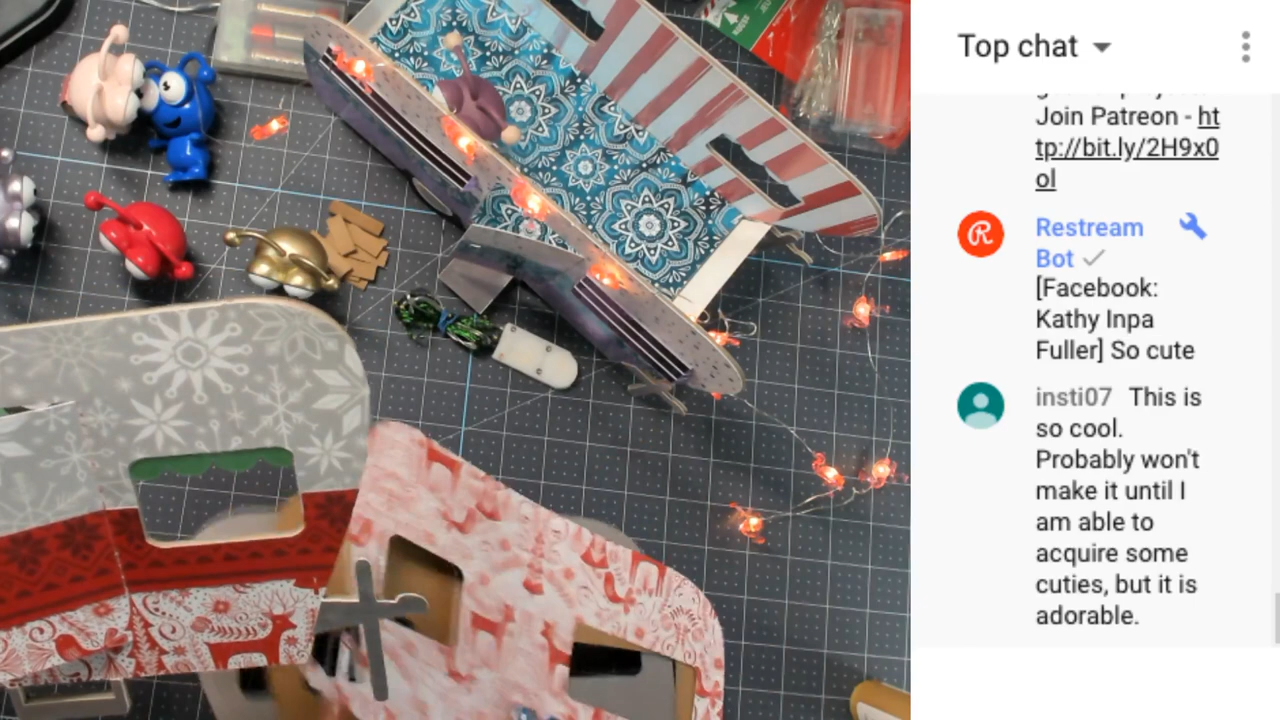 Top chat
Join Patreon - ht
tp://bit.ly/2H9x0
ol
Restream
Bot
[Facebook:
Kathy Inpa
Fuller] So cute
insti07 This is
so cool.
Probably won't
make it until I
am able to
acquire some
cuties, but it is
adorable.